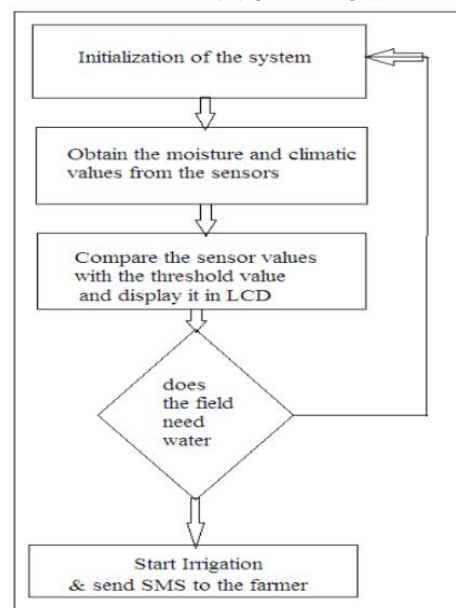 Initialization of the system
Obtain the moisture and climatic
values from the sensors
Compare the sensor values
with the threshold value
and display it in LCD
does
the field
need
water
Start Irrigation
& send SMS to the farmer